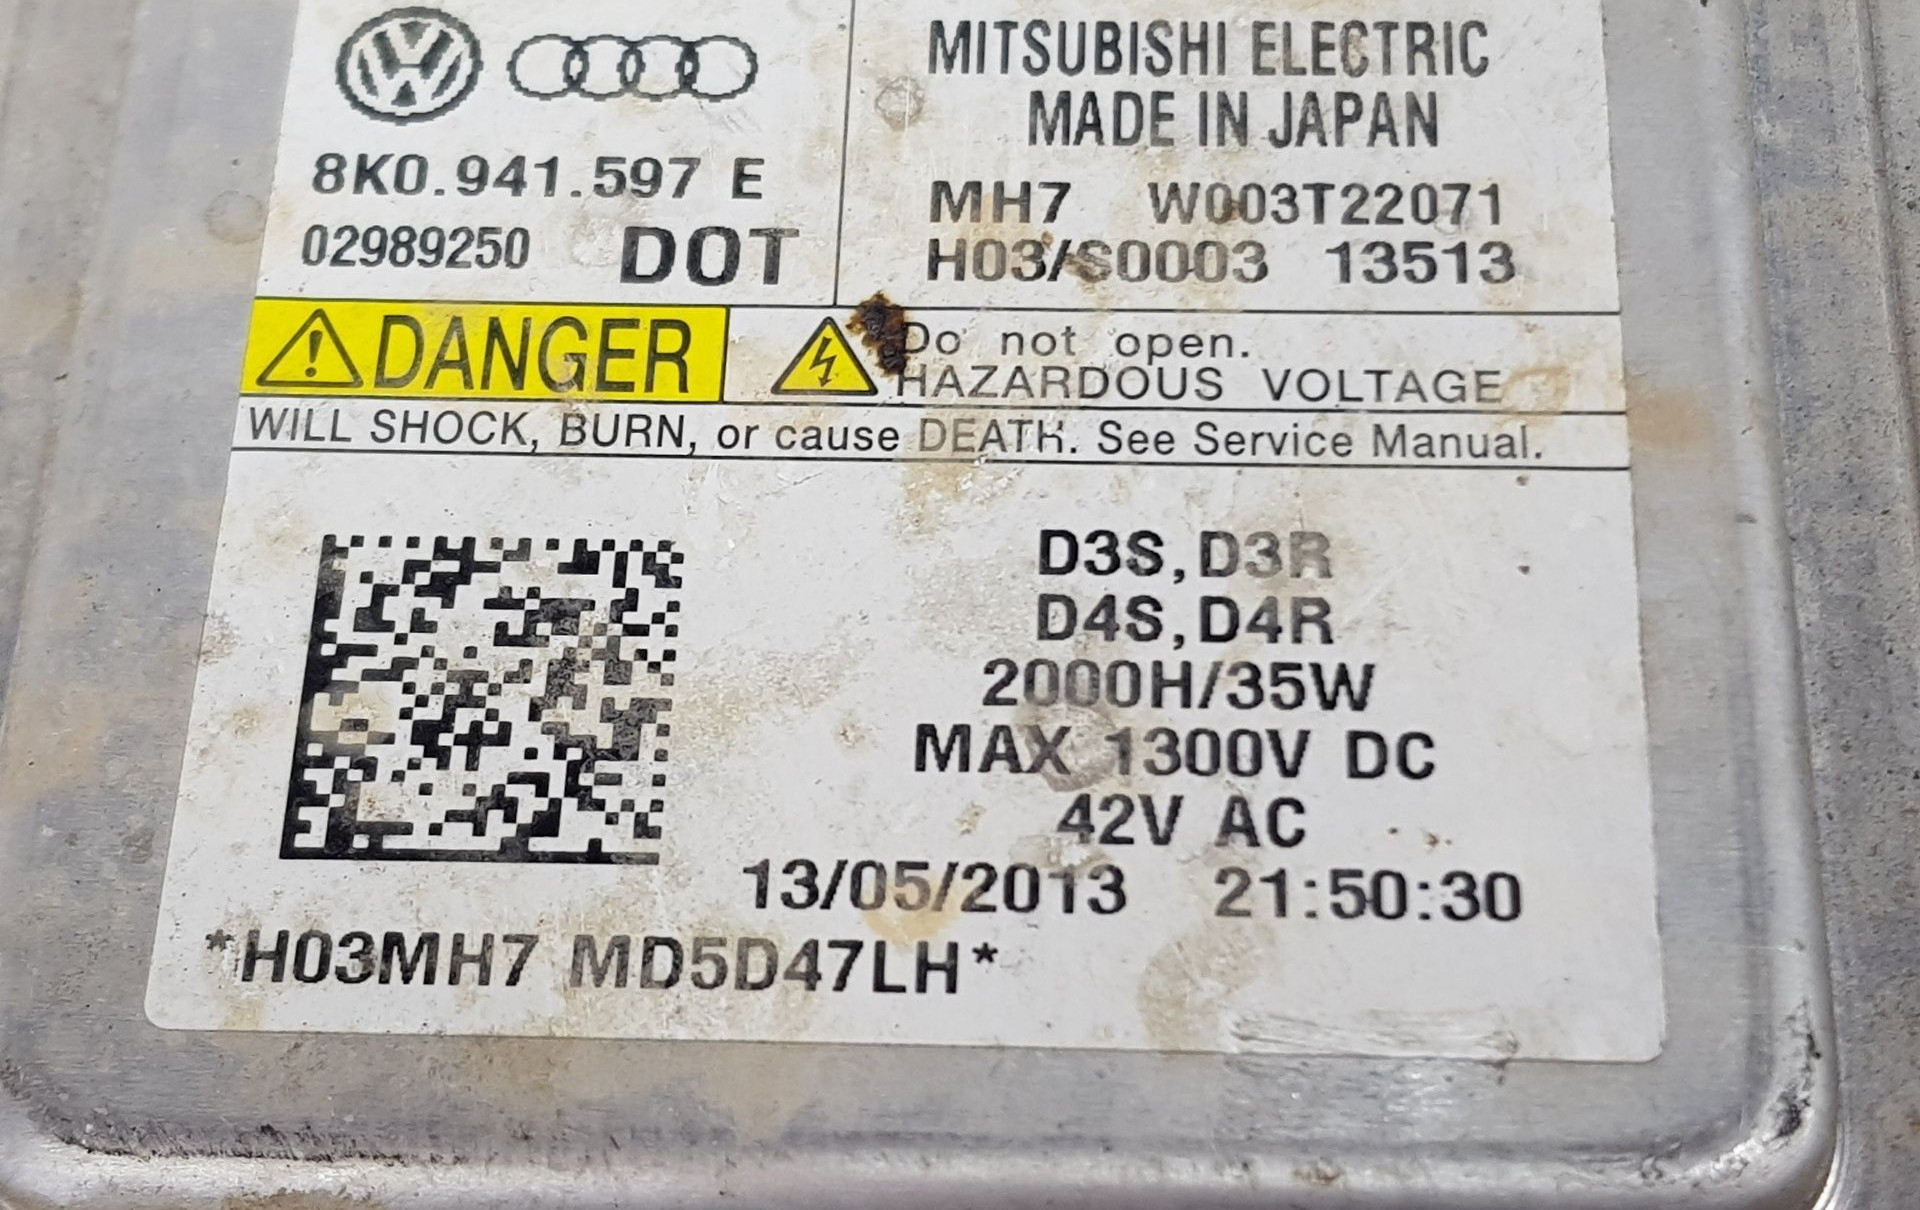 8K0.941.597 E
02989250 DOT
MITSUBISHI ELECTRIC
MADE IN JAPAN
MH7 W003T22071
H03/S0003 13513
DANGER
Do not open.
HAZARDOUS VOLTAGE
WILL SHOCK, BURN, or cause DEATH. See Service Manual.
D3S,D3R
D4S,D4R
2000H/35W
MAX 1300V DC
42V AC
13/05/2013 21:50:30
*H03MH7 MD5D47LH*